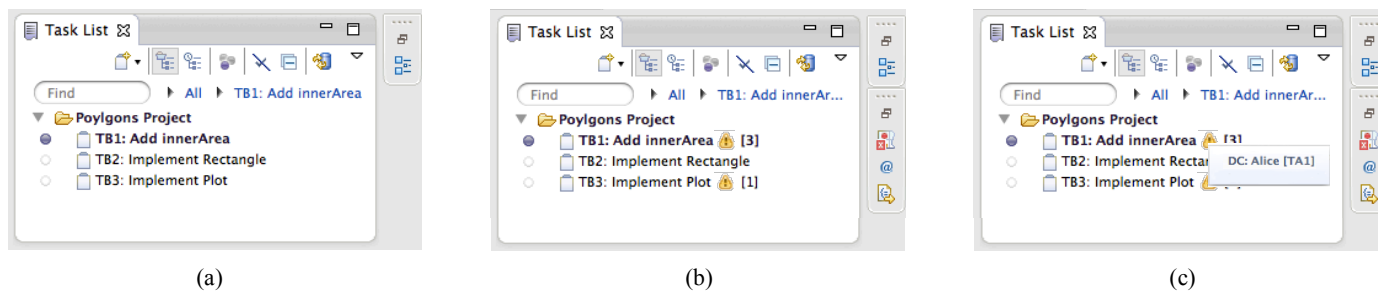 Task List
Find All TB1: Add innerArea
Poylgons Project
TB1: Add innerArea
TB2: Implement Rectangle
TB3: Implement Plot
(a)
Task List
Find All TB1: Add innerAr...
Poylgons Project
TB1: Add innerArea [3]
TB2: Implement Rectangle
TB3: Implement Plot [1]
@
(b)
Task List
Find All TB1: Add innerAr...
Poylgons Project
TB1: Add innerArea [3]
TB2: Implement Rectan
DC: Alice [TA1]
TB3: Implement Plot
@
(c)